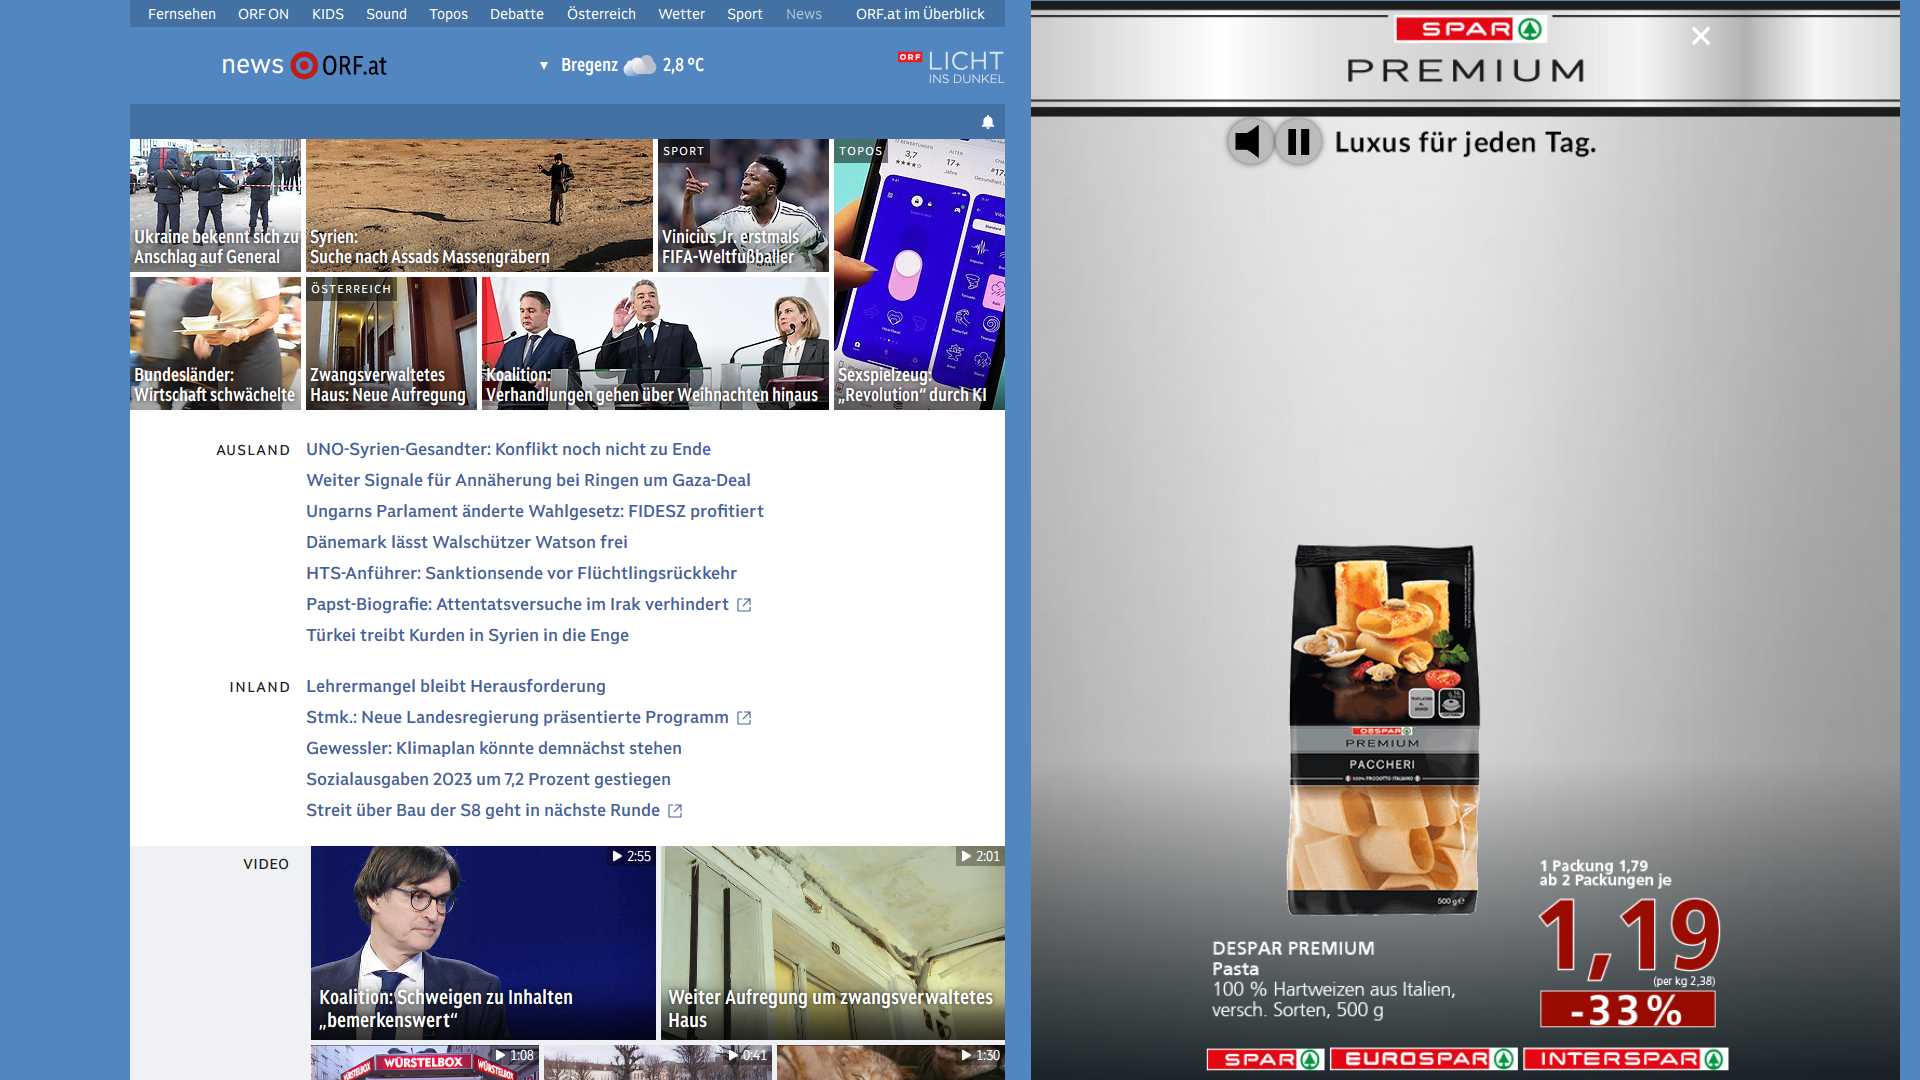 Fernsehen ORF ON KIDS Sound Topos Debatte Österreich Wetter Sport News ORF.at im Überblick
news ORF.at
Bregenz 2,8 °C
ORF LICHT
INS DUNKEL
Ukraine bekennt sich zu
Anschlag auf General
Syrien:
Suche nach Assads Massengräbern
SPORT
Vinicius Jr. erstmals
FIFA-Weltfußballer
TOPOS
3,7
17+
Sexspielzeug:
„Revolution“ durch KI
Bundesländer:
Wirtschaft schwächelte
ÖSTERREICH
Zwangsverwaltetes
Haus: Neue Aufregung
Koalition:
Verhandlungen gehen über Weihnachten hinaus
AUSLAND
UNO-Syrien-Gesandter: Konflikt noch nicht zu Ende
Weiter Signale für Annäherung bei Ringen um Gaza-Deal
Ungarns Parlament änderte Wahlgesetz: FIDESZ profitiert
Dänemark lässt Walschützer Watson frei
HTS-Anführer: Sanktionsende vor Flüchtlingsrückkehr
Papst-Biografie: Attentatsversuche im Irak verhindert
Türkei treibt Kurden in Syrien in die Enge
INLAND
Lehrermangel bleibt Herausforderung
Stmk.: Neue Landesregierung präsentierte Programm
Gewessler: Klimaplan könnte demnächst stehen
Sozialausgaben 2023 um 7,2 Prozent gestiegen
Streit über Bau der S8 geht in nächste Runde
VIDEO
2:55
Koalition: Schweigen zu Inhalten
„bemerkenswert“
2:01
Weiter Aufregung um zwangsverwaltetes
Haus
1:08
WÜRSTELBOX
WÜRSTELBOX
WÜRSTELBOX
0:41
1:30
SPAR
PREMIUM
Luxus für jeden Tag.
DESPAR
PREMIUM
PACCHERI
100% PRODOTTO ITALIANO
500 g e
1 Packung 1,79
ab 2 Packungen je
1,19
(per kg 2,38)
-33%
DESPAR PREMIUM
Pasta
100 % Hartweizen aus Italien,
versch. Sorten, 500 g
SPAR EUROSPAR INTERSPAR